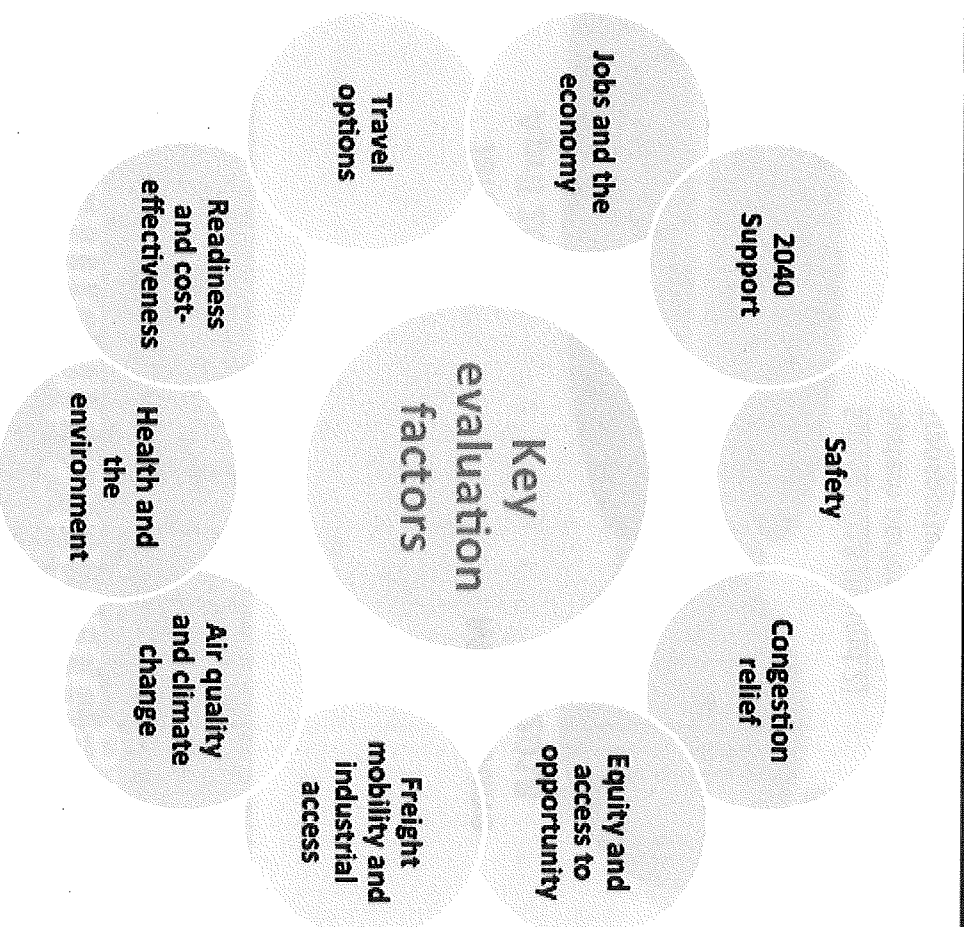 Key
evaluation
factors
Safety
Congestion
relief
Equity and
access to
opportunity
Freight
mobility and
industrial
access
Air quality
and climate
change
Health and
the
environment
Readiness
and cost-
effectiveness
Travel
options
Jobs and the
economy
2040
Support